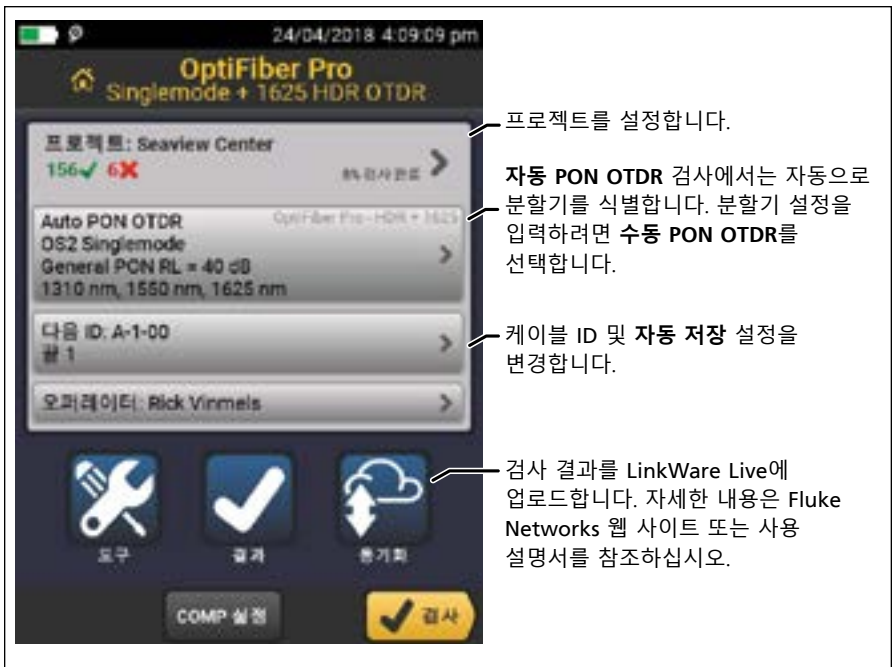 24/04/2018 4:09:09 pm
OptiFiber Pro
Singlemode + 1625 HDR OTDR
프로젝트: Seaview Center
156 6
8% 검사 완료
Auto PON OTDR
OptiFiber Pro - HDR + 1625
OS2 Singlemode
General PON RL = 40 dB
1310 nm, 1550 nm, 1625 nm
다음 ID: A-1-00
끝 1
오퍼레이터: Rick Vinmels
도구
결과
동기화
COMP 설정
검사
프로젝트를 설정합니다.
자동 PON OTDR 검사에서는 자동으로
분할기를 식별합니다. 분할기 설정을
입력하려면 수동 PON OTDR를
선택합니다.
케이블 ID 및 자동 저장 설정을
변경합니다.
검사 결과를 LinkWare Live에
업로드합니다. 자세한 내용은 Fluke
Networks 웹 사이트 또는 사용
설명서를 참조하십시오.